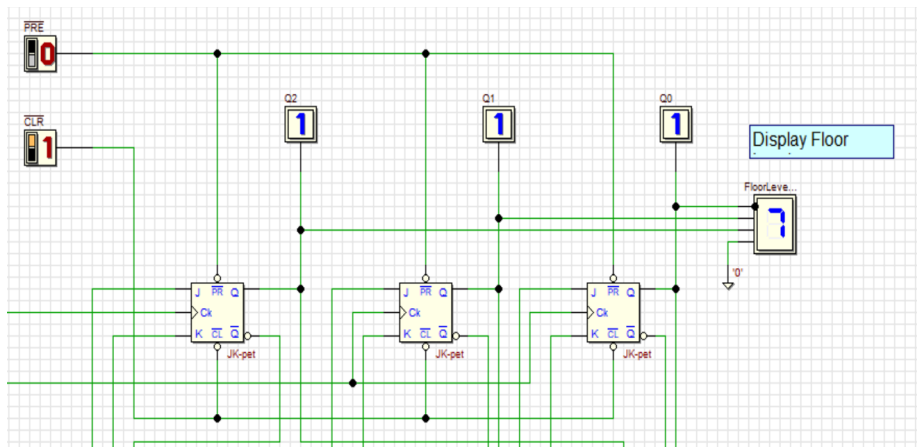 PRE
0
Q2
Q1
Q0
1
1
1
CLR
1
Display Floor
FloorLeve...
7
'0'
J PR Q
Ck
K CL Q
JK-pet
J PR Q
Ck
K CL Q
JK-pet
J PR Q
Ck
K CL Q
JK-pet